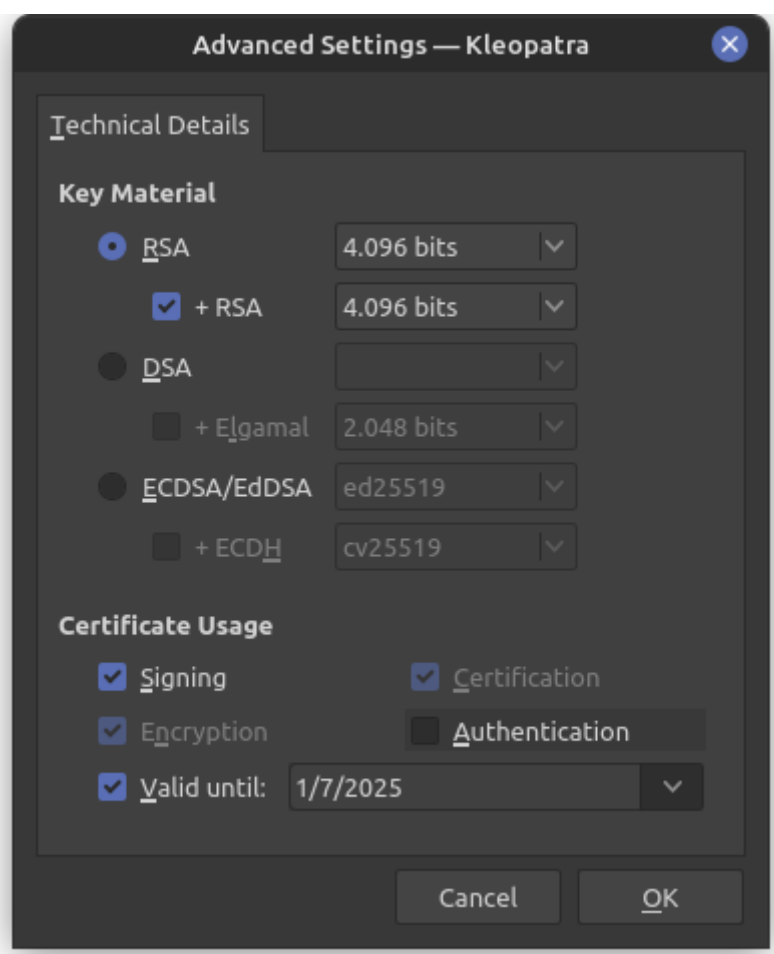 Advanced Settings — Kleopatra
Technical Details
Key Material
RSA 4.096 bits
+ RSA 4.096 bits
DSA
+ Elgamal 2.048 bits
ECDSA/EdDSA ed25519
+ ECDH cv25519
Certificate Usage
Signing Certification
Encryption Authentication
Valid until: 1/7/2025
Cancel OK